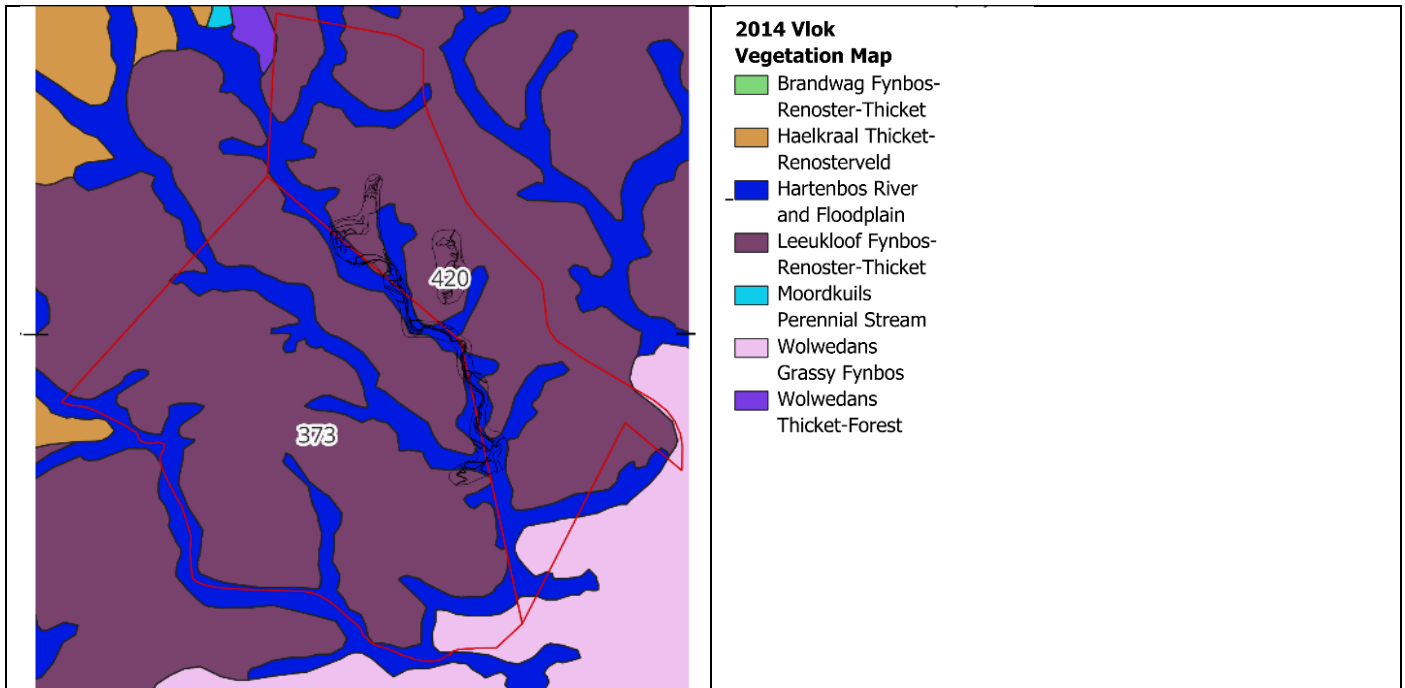 2014 Vlok
Vegetation Map
Brandwag Fynbos-
Renoster-Thicket
Haelkraal Thicket-
Renosterveld
Hartenbos River
and Floodplain
Leeukloof Fynbos-
Renoster-Thicket
Moordkuils
Perennial Stream
Wolwedans
Grassy Fynbos
Wolwedans
Thicket-Forest
420
373